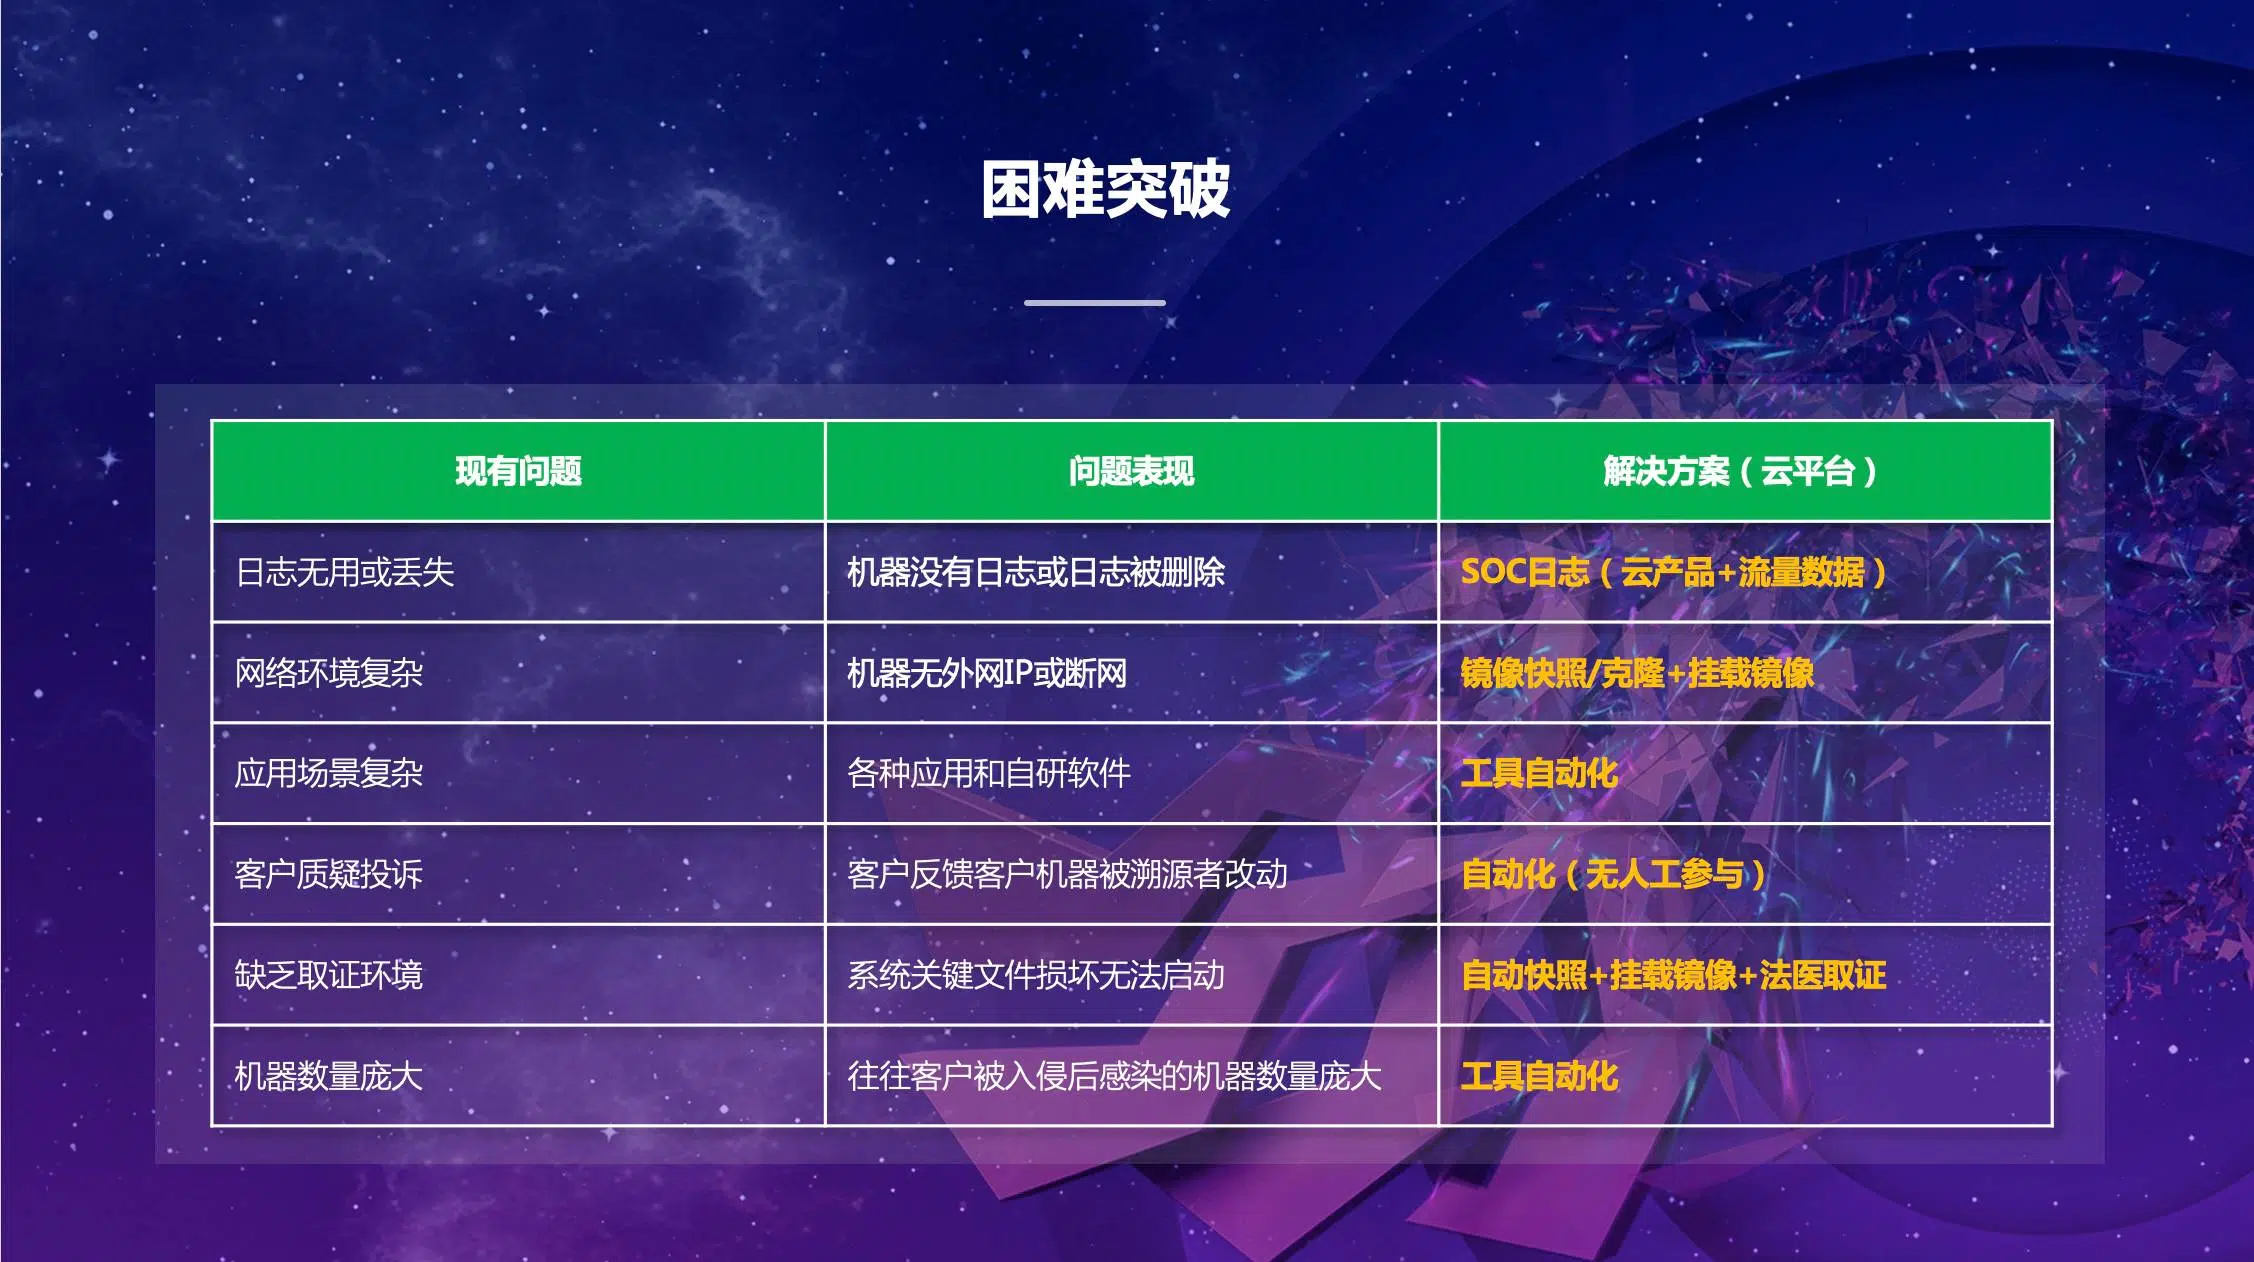 困难突破
现有问题
问题表现
解决方案（云平台）
日志无用或丢失
机器没有日志或日志被删除
SOC日志（云产品+流量数据）
网络环境复杂
机器无外网IP或断网
镜像快照/克隆+挂载镜像
应用场景复杂
各种应用和自研软件
工具自动化
客户质疑投诉
客户反馈客户机器被溯源者改动
自动化（无人工参与）
缺乏取证环境
系统关键文件损坏无法启动
自动快照+挂载镜像+法医取证
机器数量庞大
往往客户被入侵后感染的机器数量庞大
工具自动化